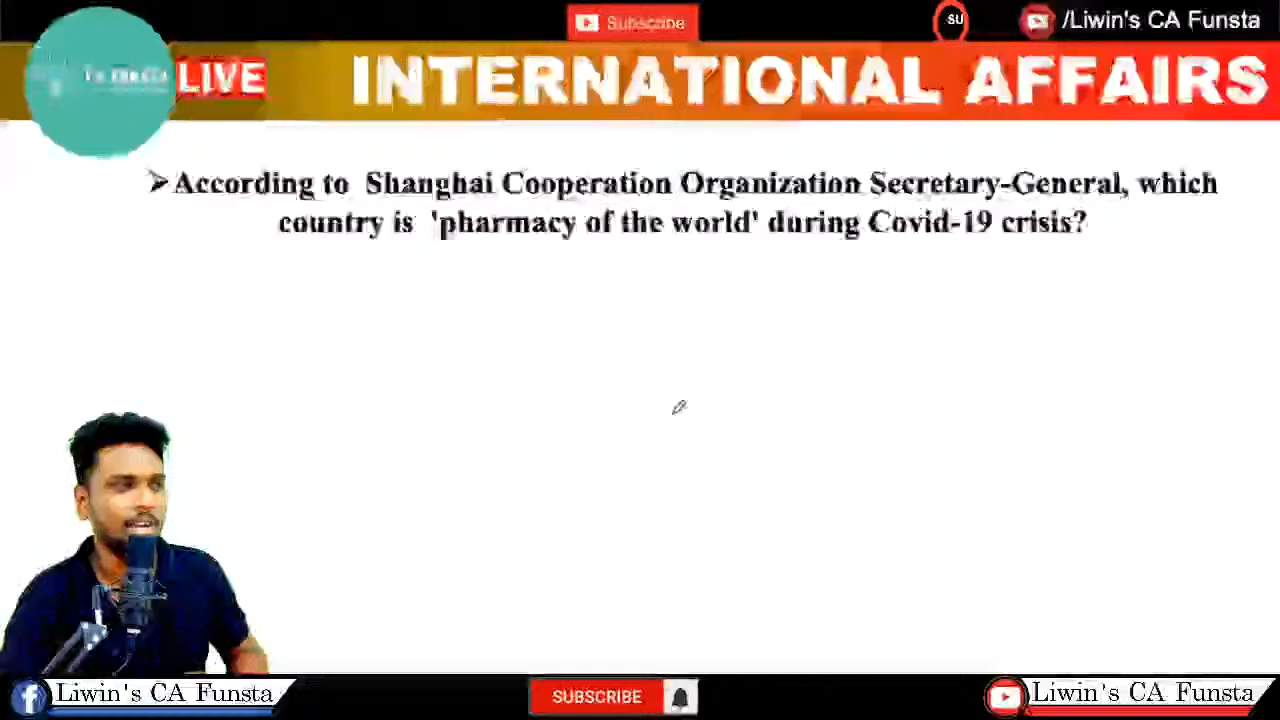 Subscribe
SU
/Liwin's CA Funsta
LIVE
INTERNATIONAL AFFAIRS
➢According to Shanghai Cooperation Organization Secretary-General, which
country is 'pharmacy of the world' during Covid-19 crisis?
Liwin's CA Funsta
SUBSCRIBE
Liwin's CA Funsta